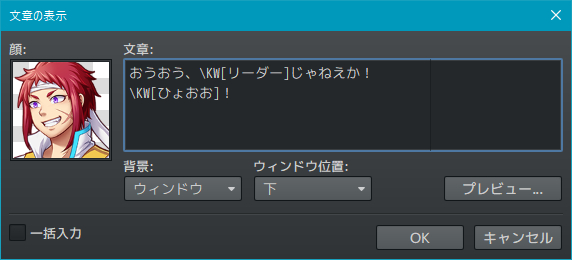 文章の表示
顔:
文章:
おうおう、\KW[リーダー]じゃねえか！
\KW[ひょおお]！
背景:
ウィンドウ位置:
ウィンドウ
下
プレビュー...
一括入力
OK
キャンセル